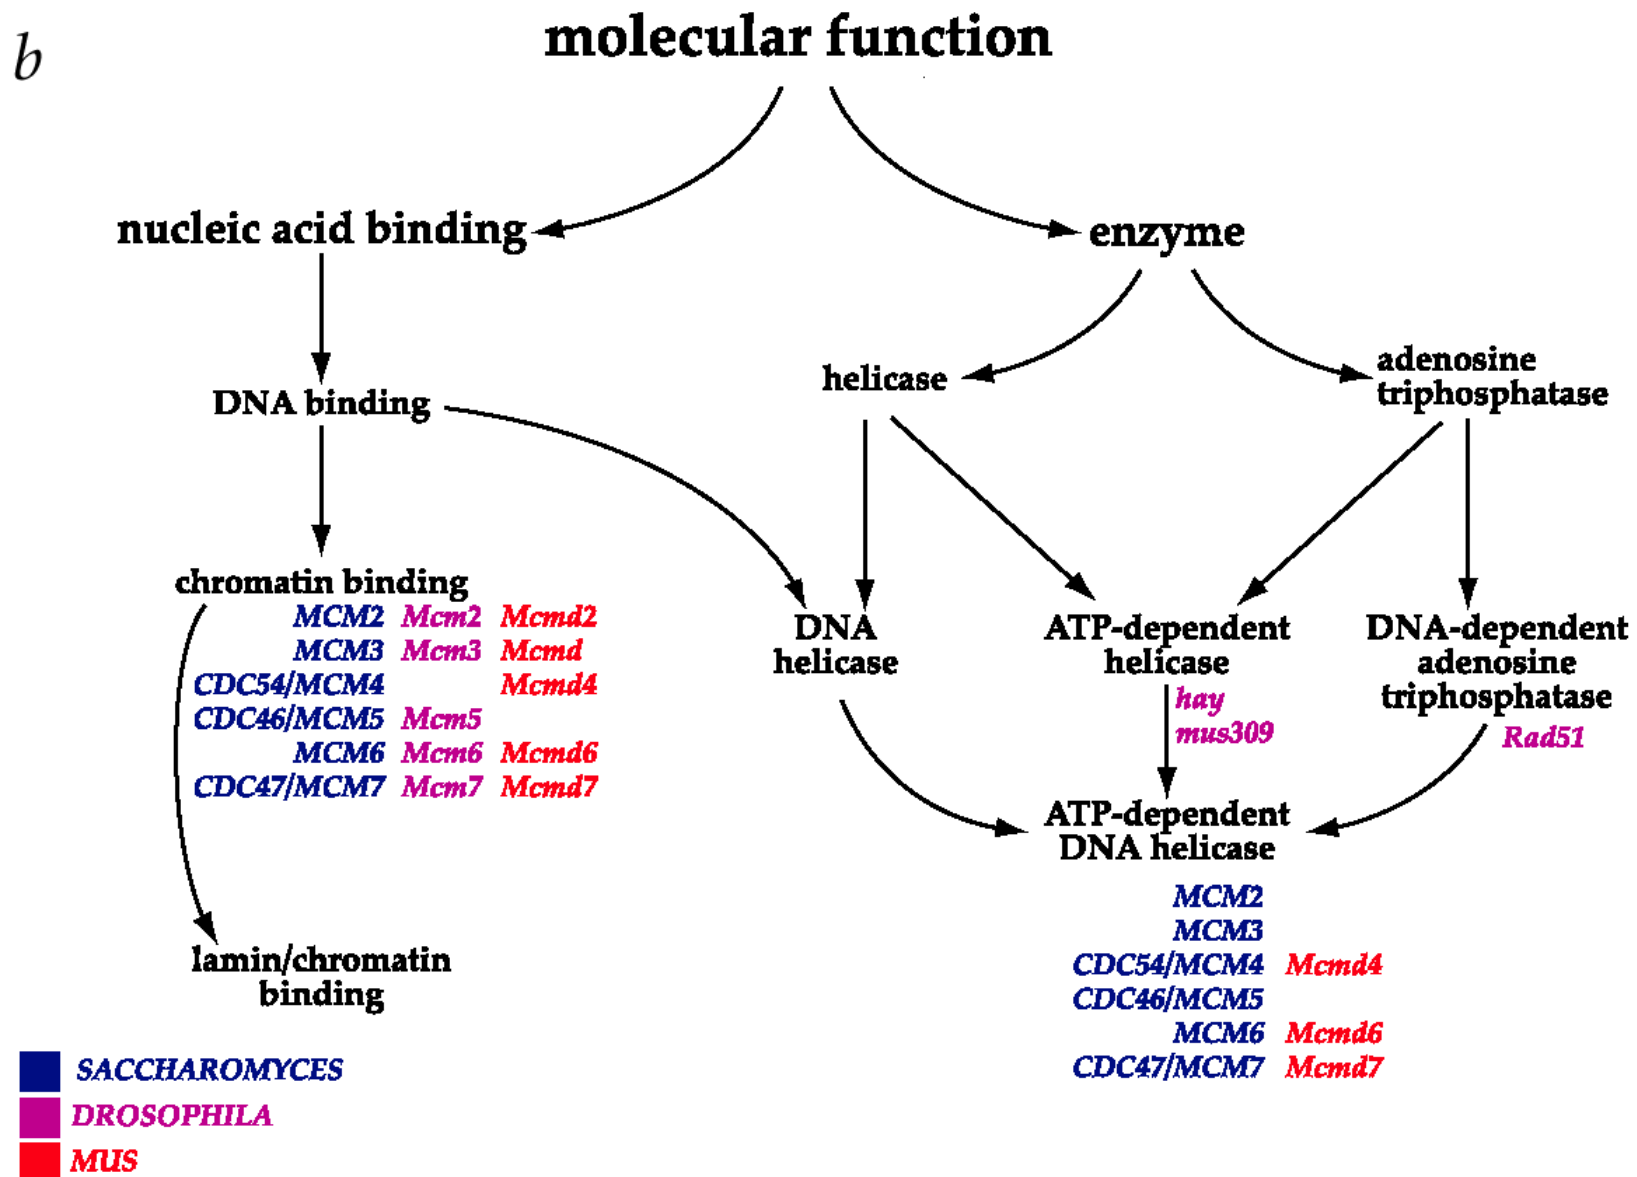 b
molecular function
nucleic acid binding
enzyme
helicase
adenosine
triphosphatase
DNA binding
chromatin binding
MCM2 Mcm2 Mcmd2
MCM3 Mcm3 Mcmd
CDC54/MCM4 Mcmd4
CDC46/MCM5 Mcm5
MCM6 Mcm6 Mcmd6
CDC47/MCM7 Mcm7 Mcmd7
lamin/chromatin
binding
DNA
helicase
ATP-dependent
helicase
hay
mus309
DNA-dependent
adenosine
triphosphatase
Rad51
ATP-dependent
DNA helicase
MCM2
MCM3
CDC54/MCM4 Mcmd4
CDC46/MCM5
MCM6 Mcmd6
CDC47/MCM7 Mcmd7
SACCHAROMYCES
DROSOPHILA
MUS